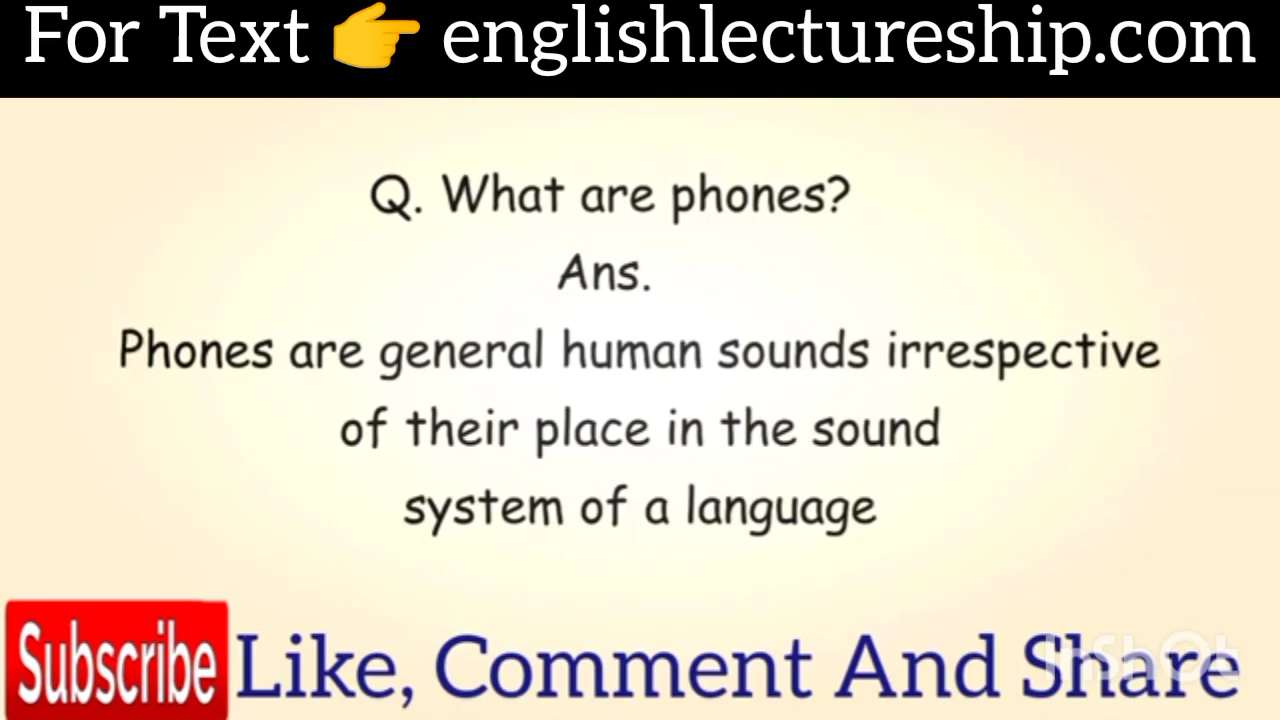 For Text 👉 englishlectureship.com
Q. What are phones?
Ans.
Phones are general human sounds irrespective
of their place in the sound
system of a language
Subscribe Like, Comment And Share
InShOt